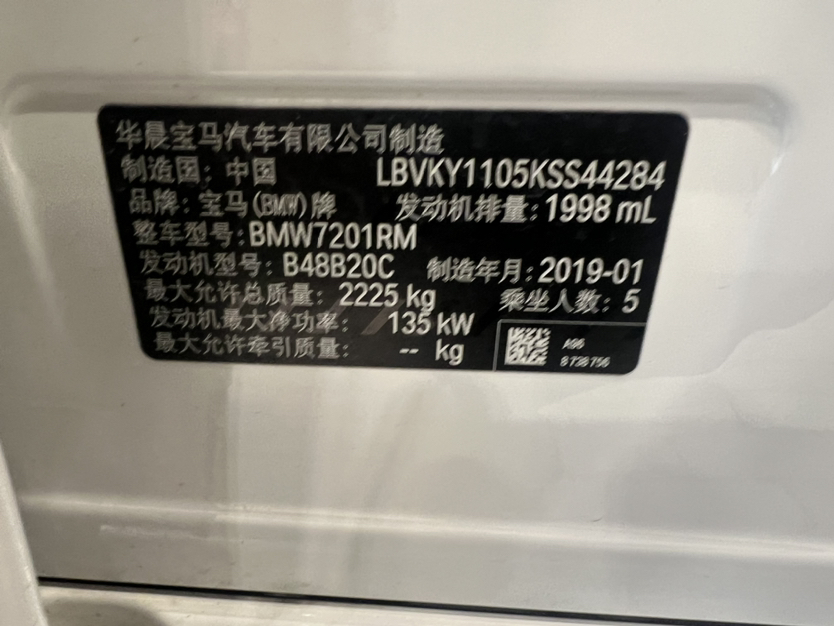 华晨宝马汽车有限公司制造
制造国：中国 LBVKY1105KSS44284
品牌：宝马(BMW)牌 发动机排量：1998 mL
整车型号：BMW7201RM
发动机型号：B48B20C 制造年月：2019-01
最大允许总质量：2225 kg 乘坐人数：5
发动机最大净功率：135 kW
最大允许牵引质量：-- kg
A96
8738756